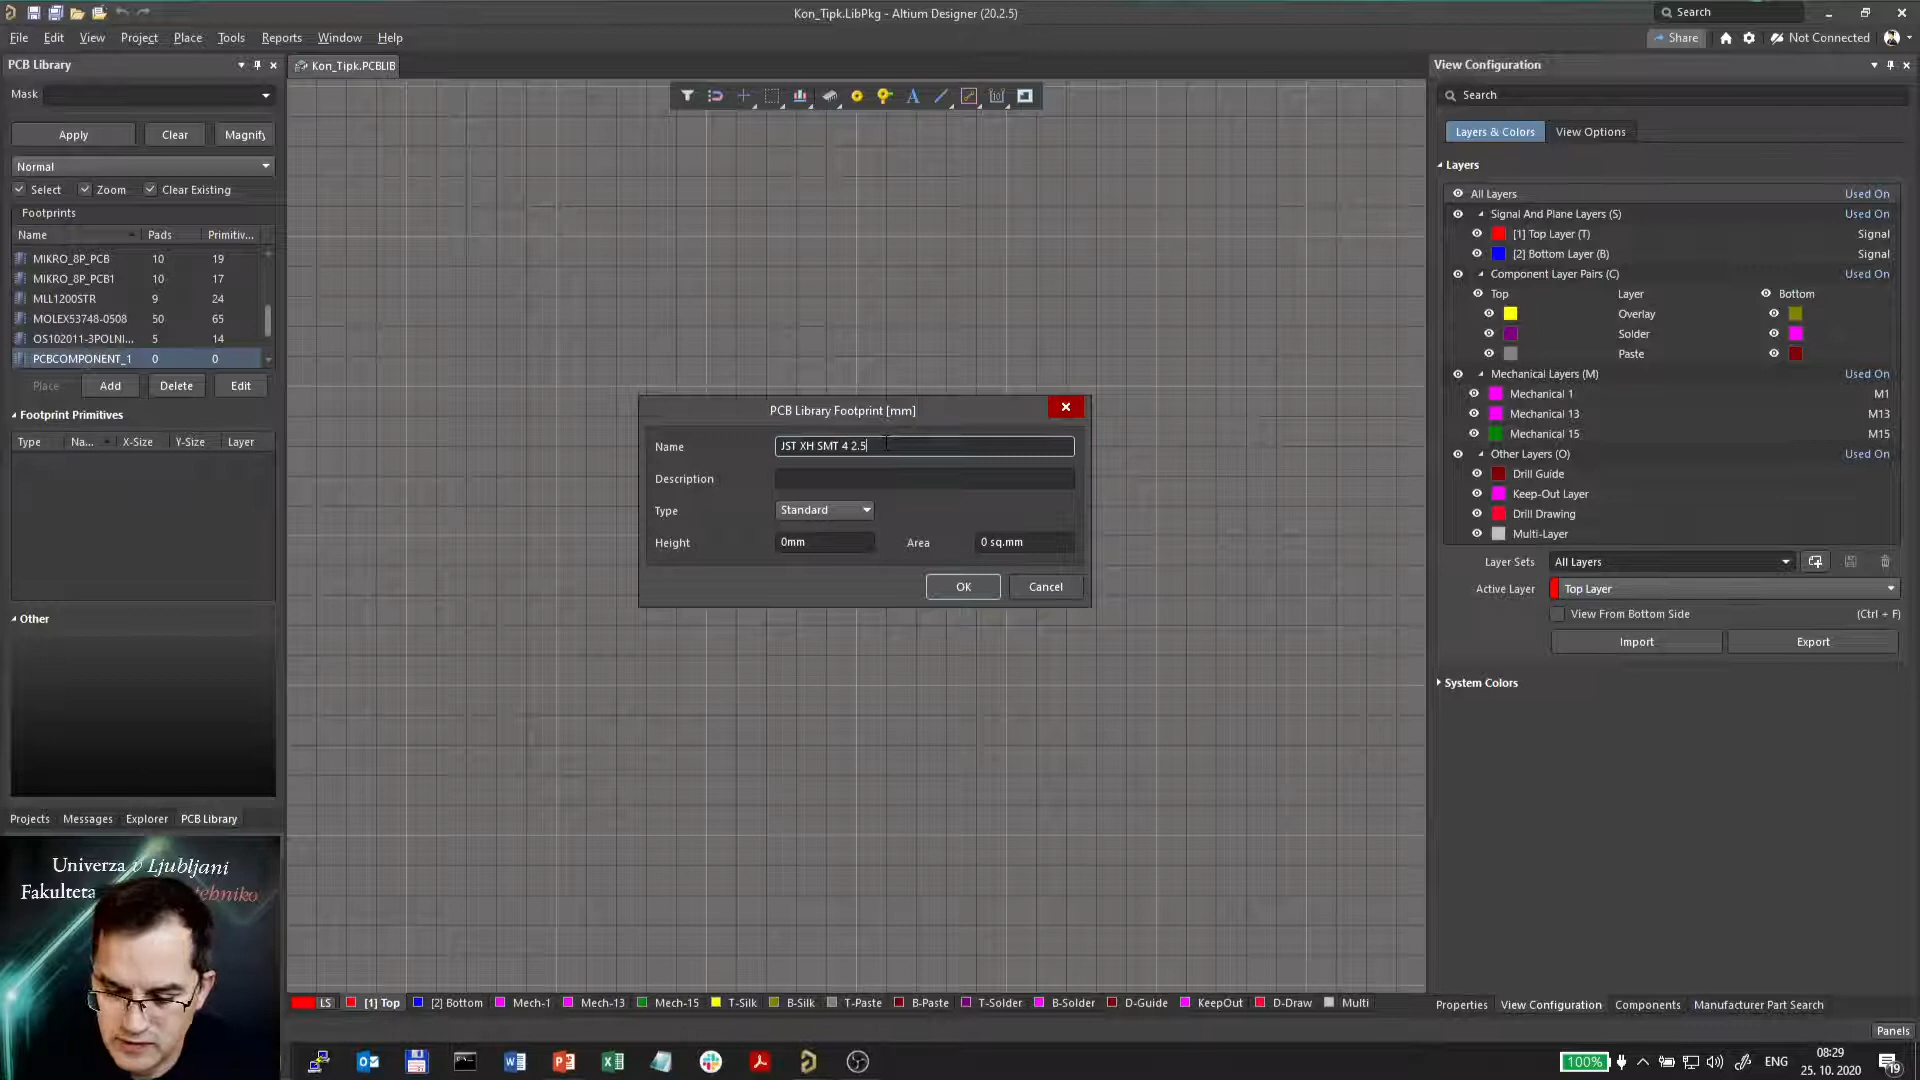 Kon_Tipk.LibPkg - Altium Designer (20.2.5)
Search
File Edit View Project Place Tools Reports Window Help
Share
Not Connected
PCB Library
Kon_Tipk.PCBLIB
View Configuration
Mask
Search
Apply Clear Magnify
Layers & Colors View Options
Normal
Layers
Select Zoom Clear Existing
All Layers Used On
Footprints
Signal And Plane Layers (S) Used On
Name Pads Primitiv...
[1] Top Layer (T) Signal
MIKRO_8P_PCB 10 19
[2] Bottom Layer (B) Signal
MIKRO_8P_PCB1 10 17
Component Layer Pairs (C) Used On
MLL1200STR 9 24
Top Layer Bottom
MOLEX53748-0508 50 65
Overlay
OS102011-3POLNI... 5 14
Solder
PCBCOMPONENT_1 0 0
Paste
Place Add Delete Edit
Mechanical Layers (M) Used On
Mechanical 1 M1
Footprint Primitives
Mechanical 13 M13
Type Na... X-Size Y-Size Layer
Mechanical 15 M15
PCB Library Footprint [mm]
Name JST XH SMT 4 2.5
Other Layers (O) Used On
Drill Guide
Description
Keep-Out Layer
Type Standard
Drill Drawing
Height 0mm Area 0 sq.mm
Multi-Layer
OK Cancel
Layer Sets All Layers
Active Layer Top Layer
View From Bottom Side (Ctrl + F)
Other
Import Export
System Colors
Projects Messages Explorer PCB Library
Univerza v Ljubljani
Fakulteta
LS [1] Top [2] Bottom Mech-1 Mech-13 Mech-15 T-Silk B-Silk T-Paste B-Paste T-Solder B-Solder D-Guide KeepOut D-Draw Multi
Properties View Configuration Components Manufacturer Part Search
Panels
100% ENG 08:29
25. 10. 2020
19